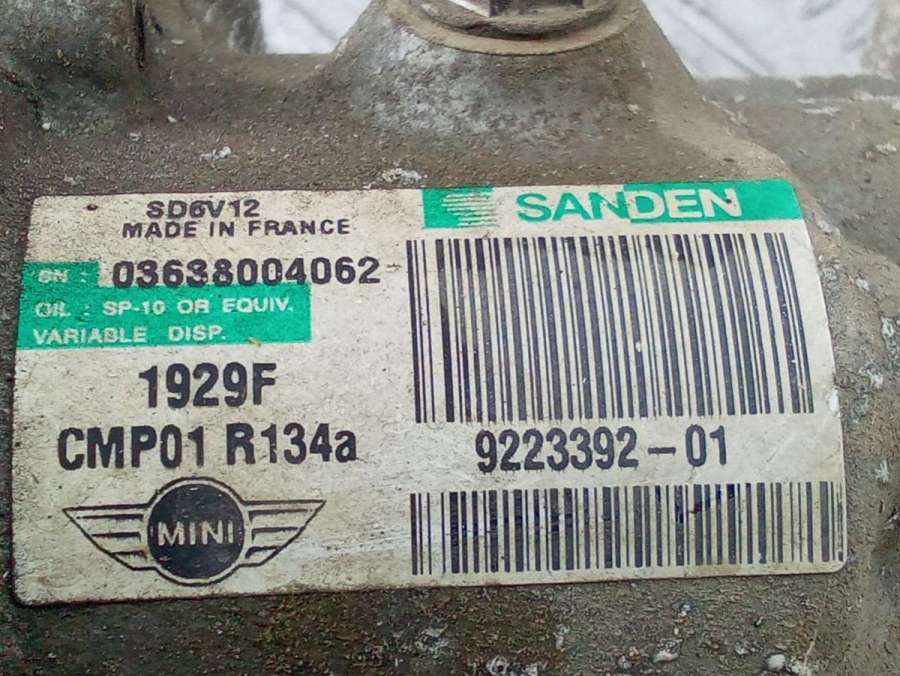 SD6V12
MADE IN FRANCE
SANDEN
SN : 03638004062
OIL : SP-10 OR EQUIV.
VARIABLE DISP.
1929F
CMP01 R134a
9223392-01
MINI